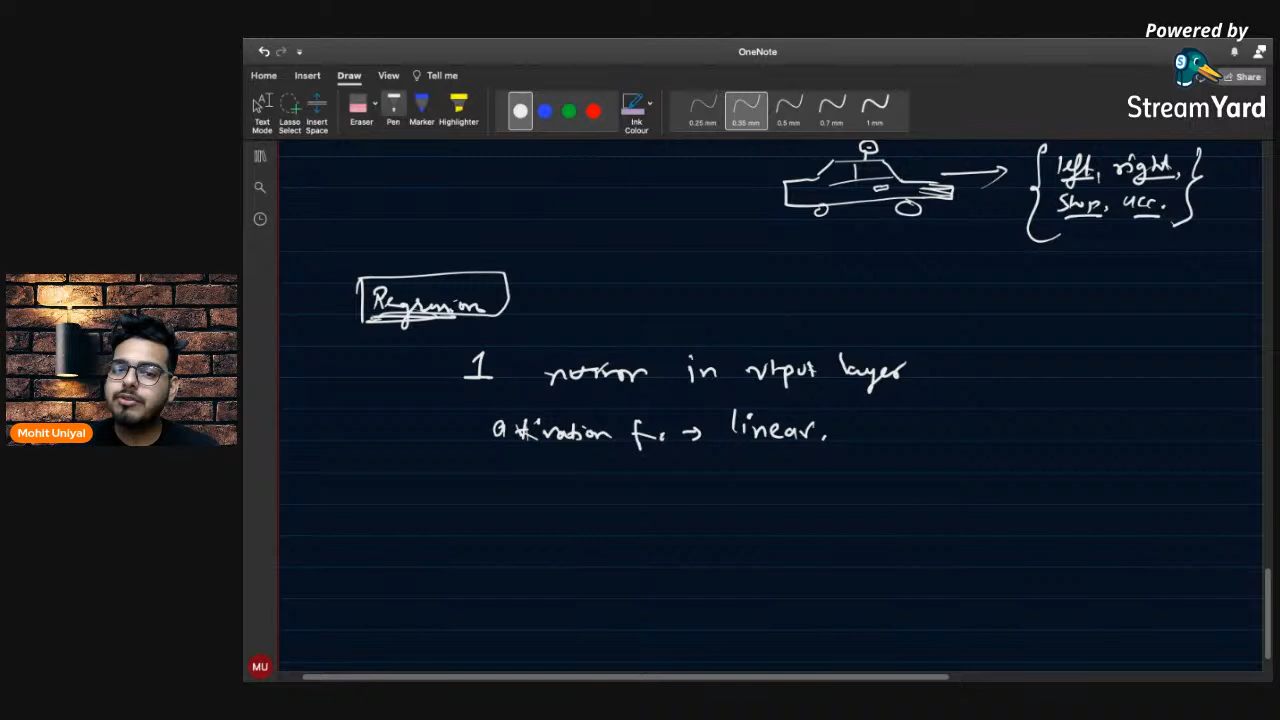 Powered by
StreamYard
OneNote
Home Insert Draw View Tell me
Share
Text Mode
Lasso Select
Insert Space
Eraser
Pen
Marker
Highlighter
Ink Colour
0.25 mm
0.35 mm
0.5 mm
0.7 mm
1 mm
left, right,
Stop, acc.
Regression
1 neuron in output layer
activation fn → linear.
Mohit Uniyal
MU